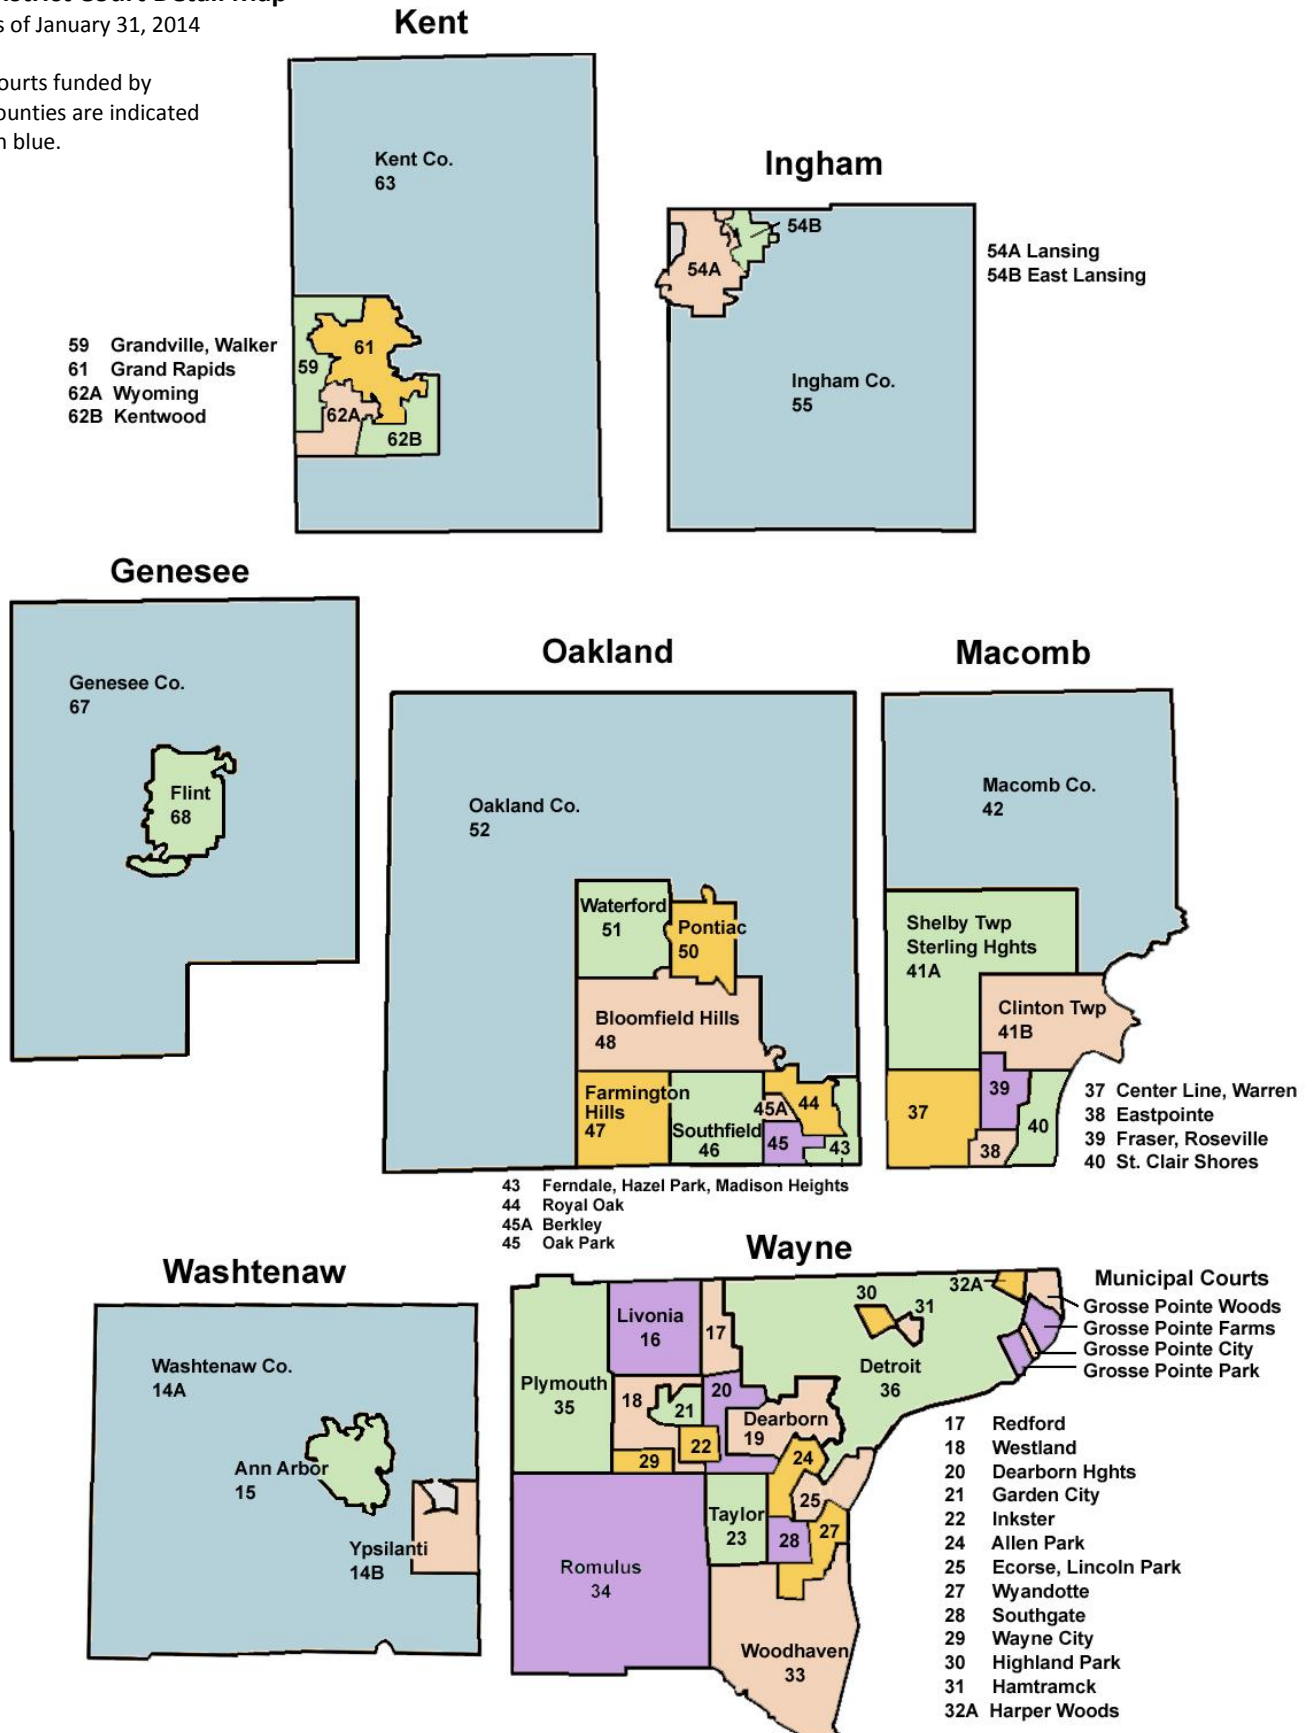 s of January 31, 2014
ourts funded by
ounties are indicated
n blue.
Kent
Kent Co.
63
59 Grandville, Walker
61 Grand Rapids
62A Wyoming
62B Kentwood
59
61
62A
62B
Ingham
54B
54A
54A Lansing
54B East Lansing
Ingham Co.
55
Genesee
Genesee Co.
67
Flint
68
Oakland
Oakland Co.
52
Waterford
51
Pontiac
50
Bloomfield Hills
48
Farmington
Hills
47
Southfield
46
45A
44
45
43
43 Ferndale, Hazel Park, Madison Heights
44 Royal Oak
45A Berkley
45 Oak Park
Macomb
Macomb Co.
42
Shelby Twp
Sterling Hghts
41A
Clinton Twp
41B
37
39
38
40
37 Center Line, Warren
38 Eastpointe
39 Fraser, Roseville
40 St. Clair Shores
Washtenaw
Washtenaw Co.
14A
Ann Arbor
15
Ypsilanti
14B
Wayne
Livonia
16
17
30
31
32A
Detroit
36
Plymouth
35
18
21
20
Dearborn
19
22
29
24
25
Taylor
23
28
27
Romulus
34
Woodhaven
33
Municipal Courts
Grosse Pointe Woods
Grosse Pointe Farms
Grosse Pointe City
Grosse Pointe Park
17 Redford
18 Westland
20 Dearborn Hghts
21 Garden City
22 Inkster
24 Allen Park
25 Ecorse, Lincoln Park
27 Wyandotte
28 Southgate
29 Wayne City
30 Highland Park
31 Hamtramck
32A Harper Woods